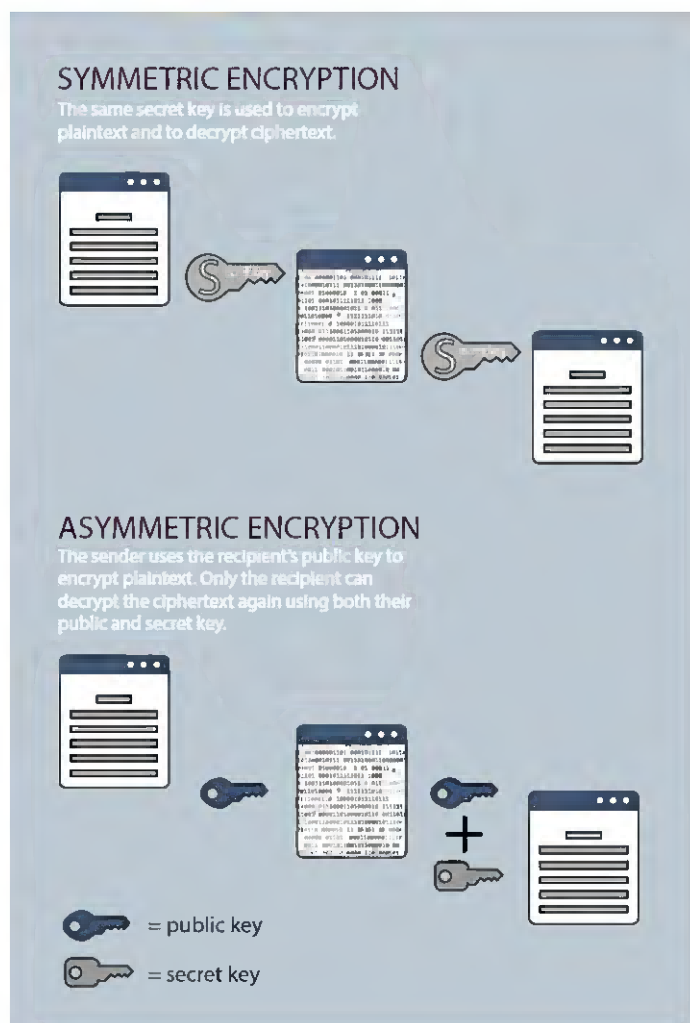 SYMMETRIC ENCRYPTION
The same secret key is used to encrypt
plaintext and to decrypt ciphertext.
S
S
ASYMMETRIC ENCRYPTION
The sender uses the recipient's public key to
encrypt plaintext. Only the recipient can
decrypt the ciphertext again using both their
public and secret key.
= public key
= secret key